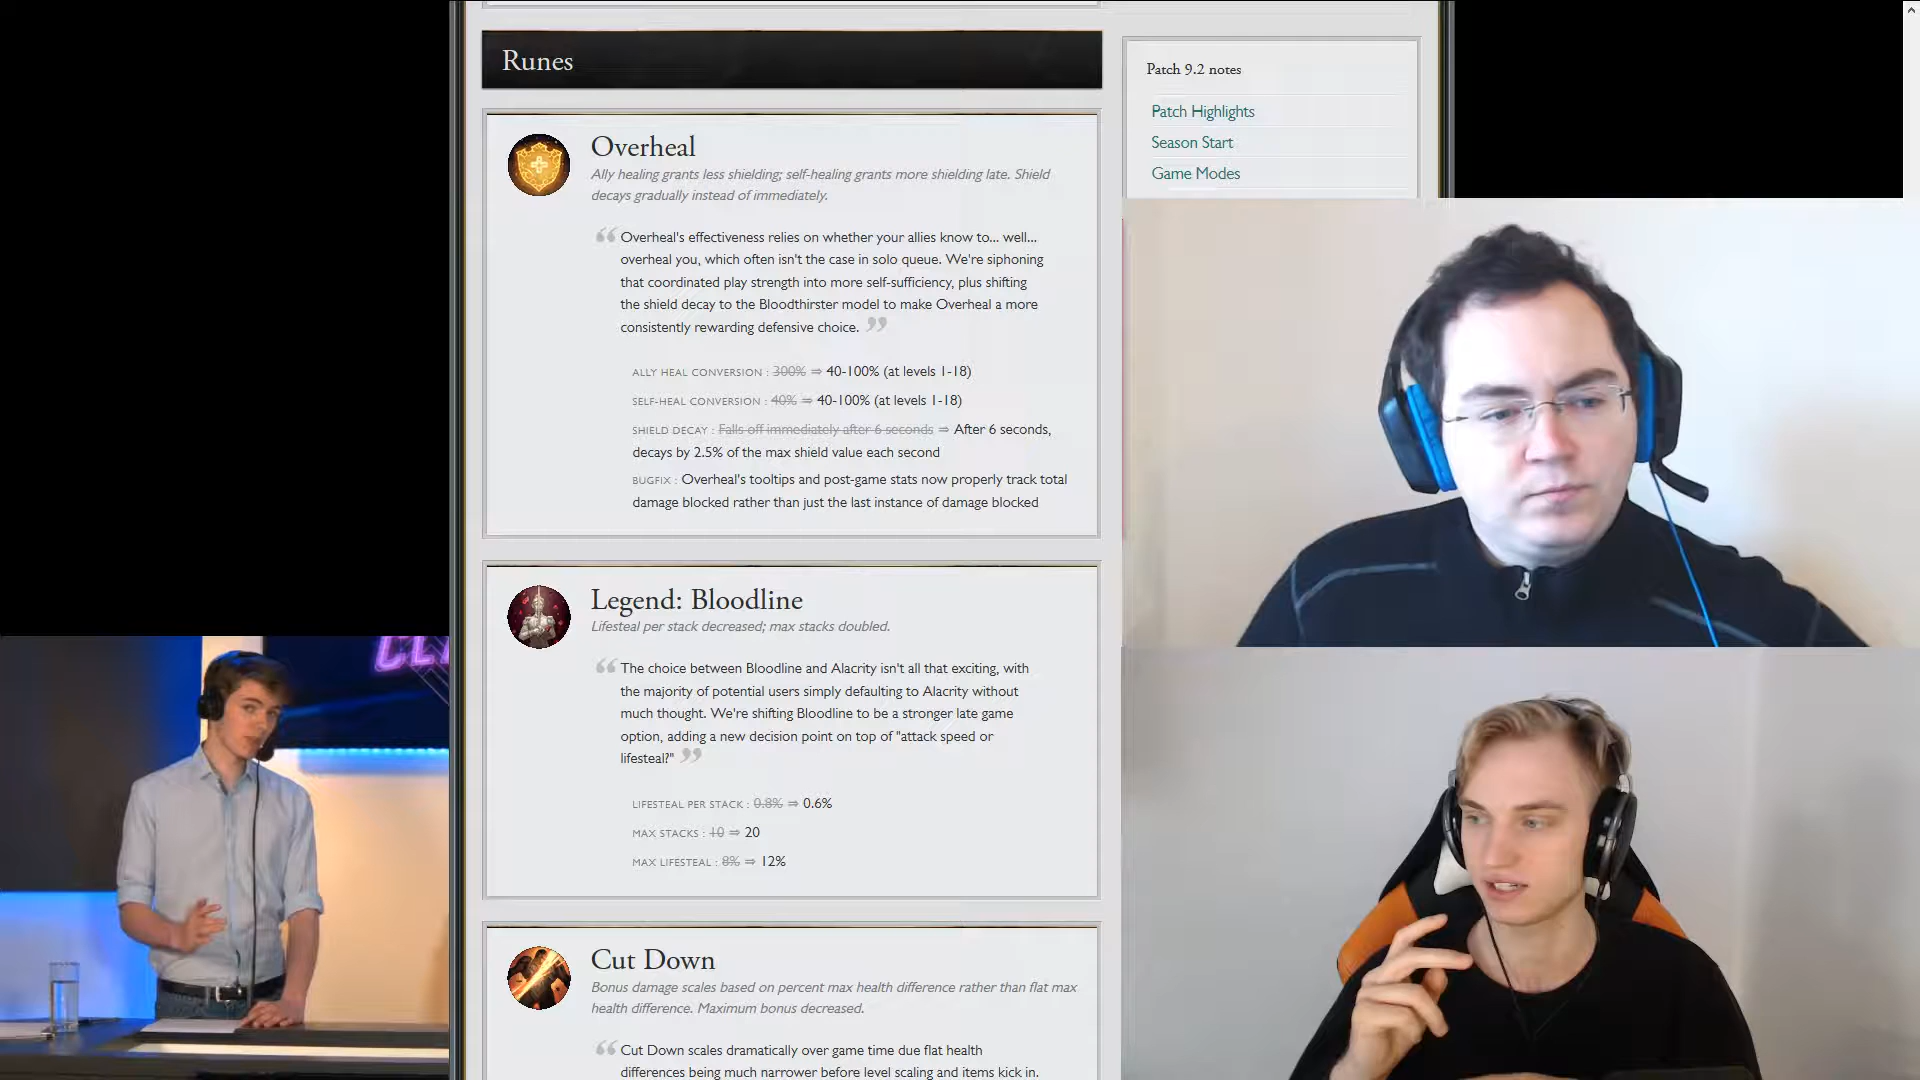 Runes
Overheal
Ally healing grants less shielding; self-healing grants more shielding late. Shield
decays gradually instead of immediately.
“ Overheal's effectiveness relies on whether your allies know to... well...
overheal you, which often isn't the case in solo queue. We're siphoning
that coordinated play strength into more self-sufficiency, plus shifting
the shield decay to the Bloodthirster model to make Overheal a more
consistently rewarding defensive choice. ”
ALLY HEAL CONVERSION : 300% ⇒ 40-100% (at levels 1-18)
SELF-HEAL CONVERSION : 40% ⇒ 40-100% (at levels 1-18)
SHIELD DECAY : Falls off immediately after 6 seconds ⇒ After 6 seconds,
decays by 2.5% of the max shield value each second
BUGFIX : Overheal's tooltips and post-game stats now properly track total
damage blocked rather than just the last instance of damage blocked
Legend: Bloodline
Lifesteal per stack decreased; max stacks doubled.
“ The choice between Bloodline and Alacrity isn't all that exciting, with
the majority of potential users simply defaulting to Alacrity without
much thought. We're shifting Bloodline to be a stronger late game
option, adding a new decision point on top of "attack speed or
lifesteal?" ”
LIFESTEAL PER STACK : 0.8% ⇒ 0.6%
MAX STACKS : 10 ⇒ 20
MAX LIFESTEAL : 8% ⇒ 12%
Cut Down
Bonus damage scales based on percent max health difference rather than flat max
health difference. Maximum bonus decreased.
“ Cut Down scales dramatically over game time due flat health
differences being much narrower before level scaling and items kick in.
Patch 9.2 notes
Patch Highlights
Season Start
Game Modes